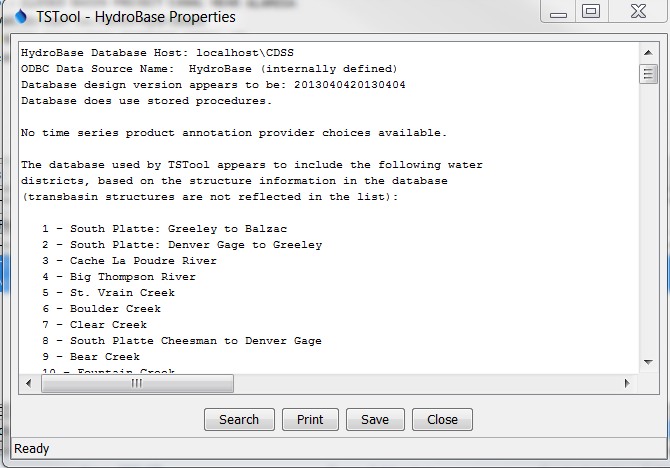 TSTool - HydroBase Properties
HydroBase Database Host: localhost\CDSS
ODBC Data Source Name:  HydroBase (internally defined)
Database design version appears to be: 2013040420130404
Database does use stored procedures.
No time series product annotation provider choices available.
The database used by TSTool appears to include the following water
districts, based on the structure information in the database
(transbasin structures are not reflected in the list):
1 - South Platte: Greeley to Balzac
2 - South Platte: Denver Gage to Greeley
3 - Cache La Poudre River
4 - Big Thompson River
5 - St. Vrain Creek
6 - Boulder Creek
7 - Clear Creek
8 - South Platte Cheesman to Denver Gage
9 - Bear Creek
10 - Fountain Creek
Search Print Save Close
Ready